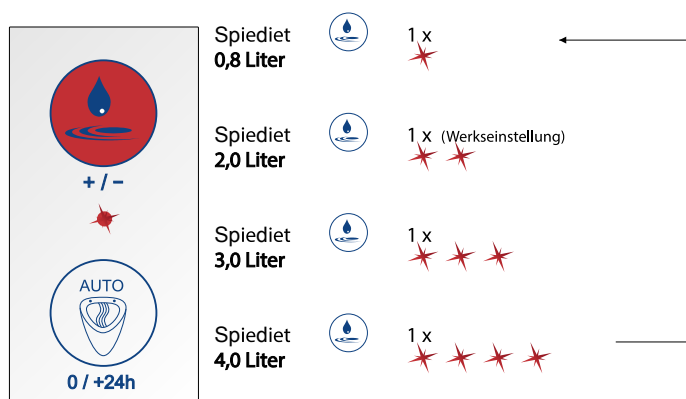 + / −
AUTO
0 / +24h
Spiediet 1 x
0,8 Liter
Spiediet 1 x (Werkseinstellung)
2,0 Liter
Spiediet 1 x
3,0 Liter
Spiediet 1 x
4,0 Liter